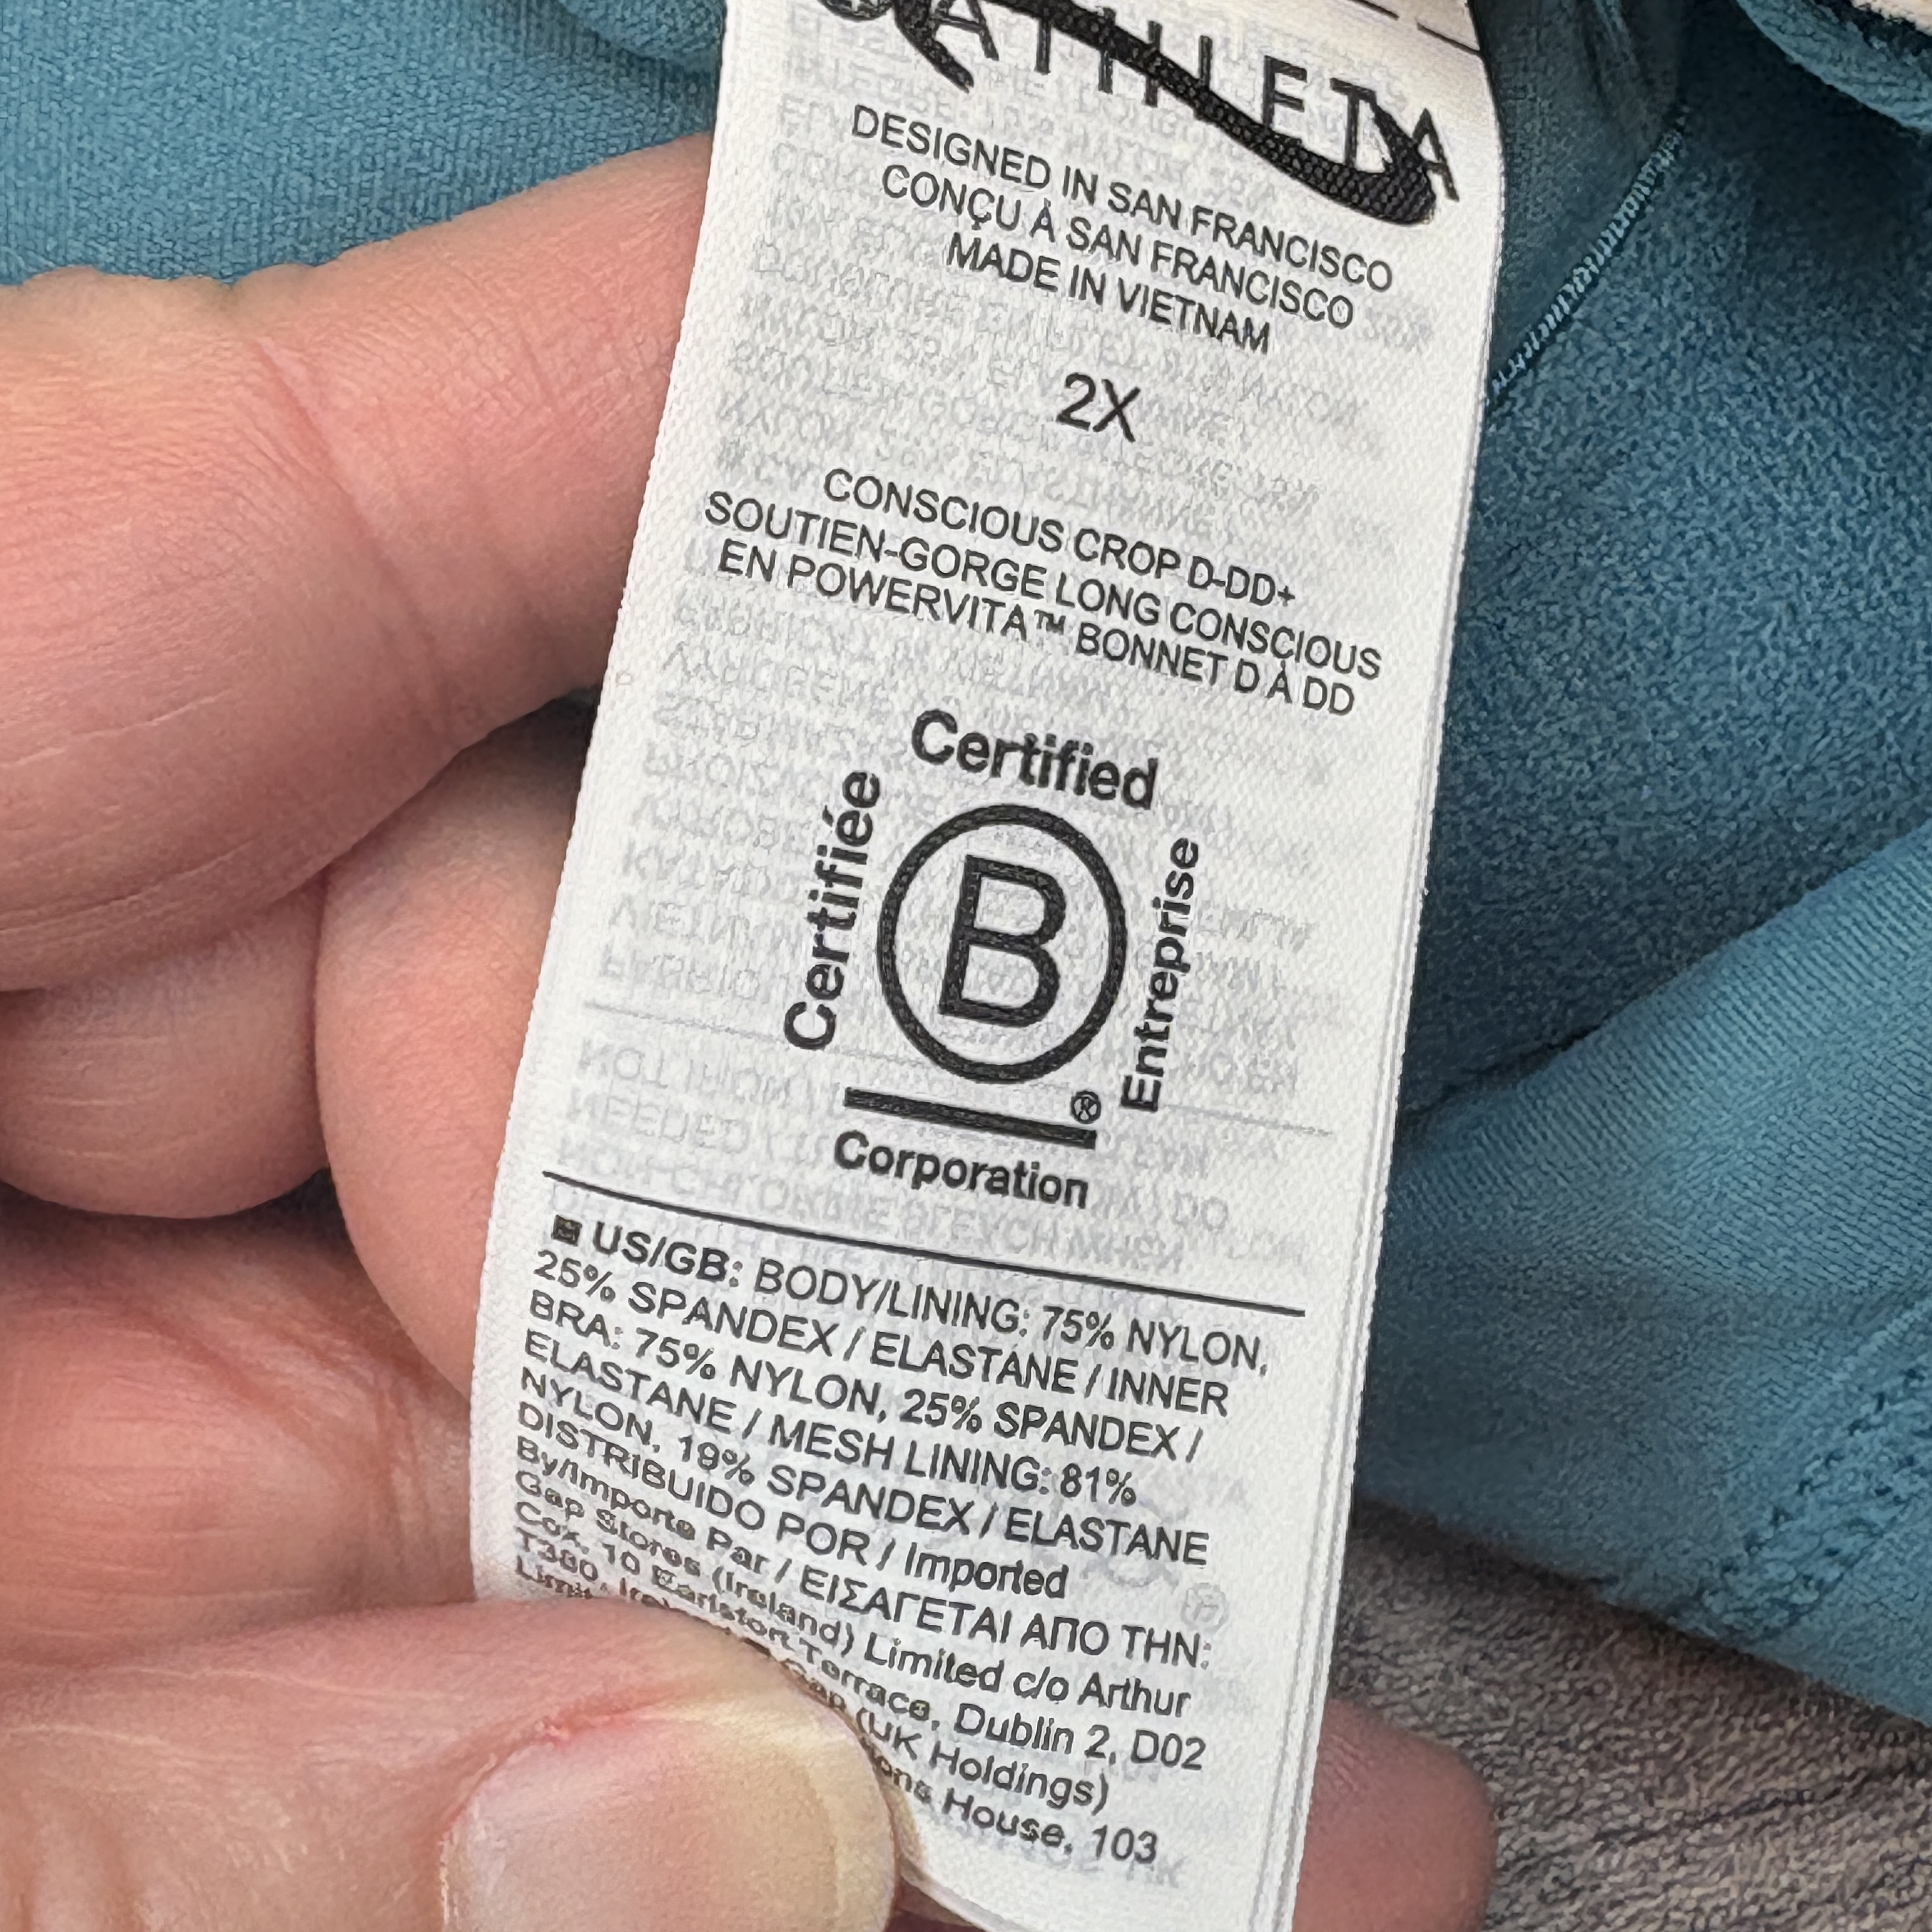 ATHLETA
DESIGNED IN SAN FRANCISCO
CONÇU À SAN FRANCISCO
MADE IN VIETNAM
2X
CONSCIOUS CROP D-DD+
SOUTIEN-GORGE LONG CONSCIOUS
EN POWERVITA™ BONNET D À DD
Certified
Certifiée
B
Entreprise
®
Corporation
US/GB: BODY/LINING: 75% NYLON,
25% SPANDEX / ELASTANE / INNER
BRA: 75% NYLON, 25% SPANDEX /
ELASTANE / MESH LINING: 81%
NYLON, 19% SPANDEX / ELASTANE
DISTRIBUIDO POR / Imported
By/Importe Par / ΕΙΣΑΓΕΤΑΙ ΑΠΟ ΤΗΝ:
Gap Stores (Ireland) Limited c/o Arthur
Cox, 10 Earlsfort Terrace, Dublin 2, D02
T380 Gap (UK Holdings)
House, 103